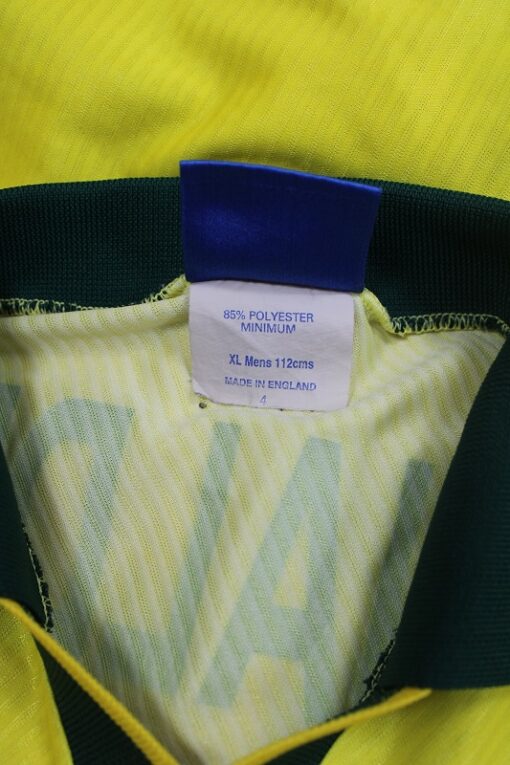 85% POLYESTER
MINIMUM
XL Mens 112cms
MADE IN ENGLAND
4